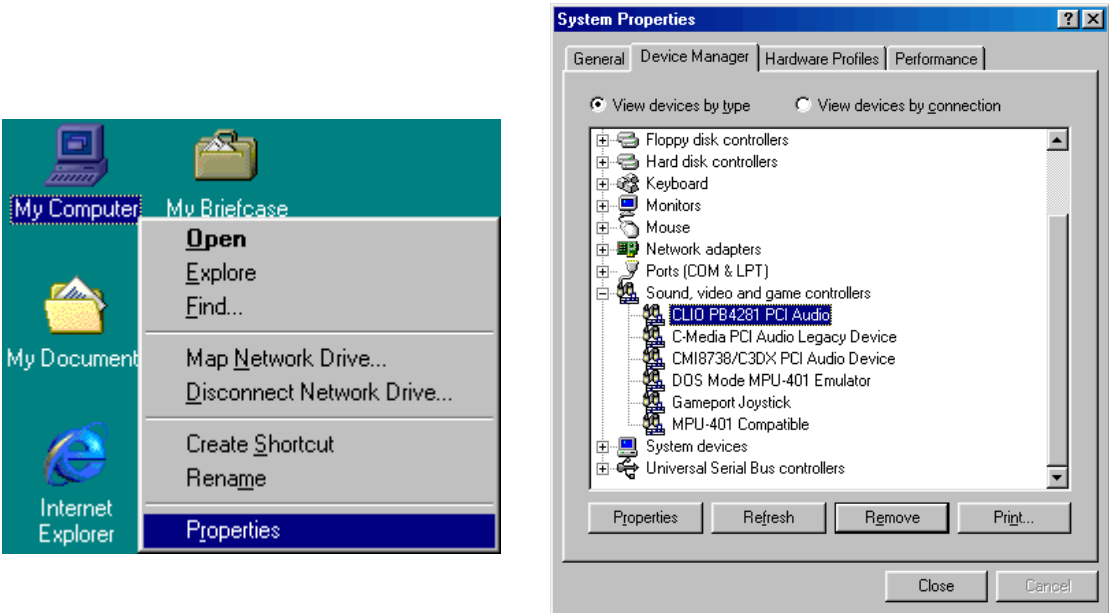 My Computer
My Briefcase
Open
Explore
Find...
My Document
Map Network Drive...
Disconnect Network Drive...
Create Shortcut
Rename
Internet
Explorer
Properties
System Properties
General
Device Manager
Hardware Profiles
Performance
View devices by type
View devices by connection
Floppy disk controllers
Hard disk controllers
Keyboard
Monitors
Mouse
Network adapters
Ports (COM & LPT)
Sound, video and game controllers
CLIO PB4281 PCI Audio
C-Media PCI Audio Legacy Device
CMI8738/C3DX PCI Audio Device
DOS Mode MPU-401 Emulator
Gameport Joystick
MPU-401 Compatible
System devices
Universal Serial Bus controllers
Properties
Refresh
Remove
Print...
Close
Cancel